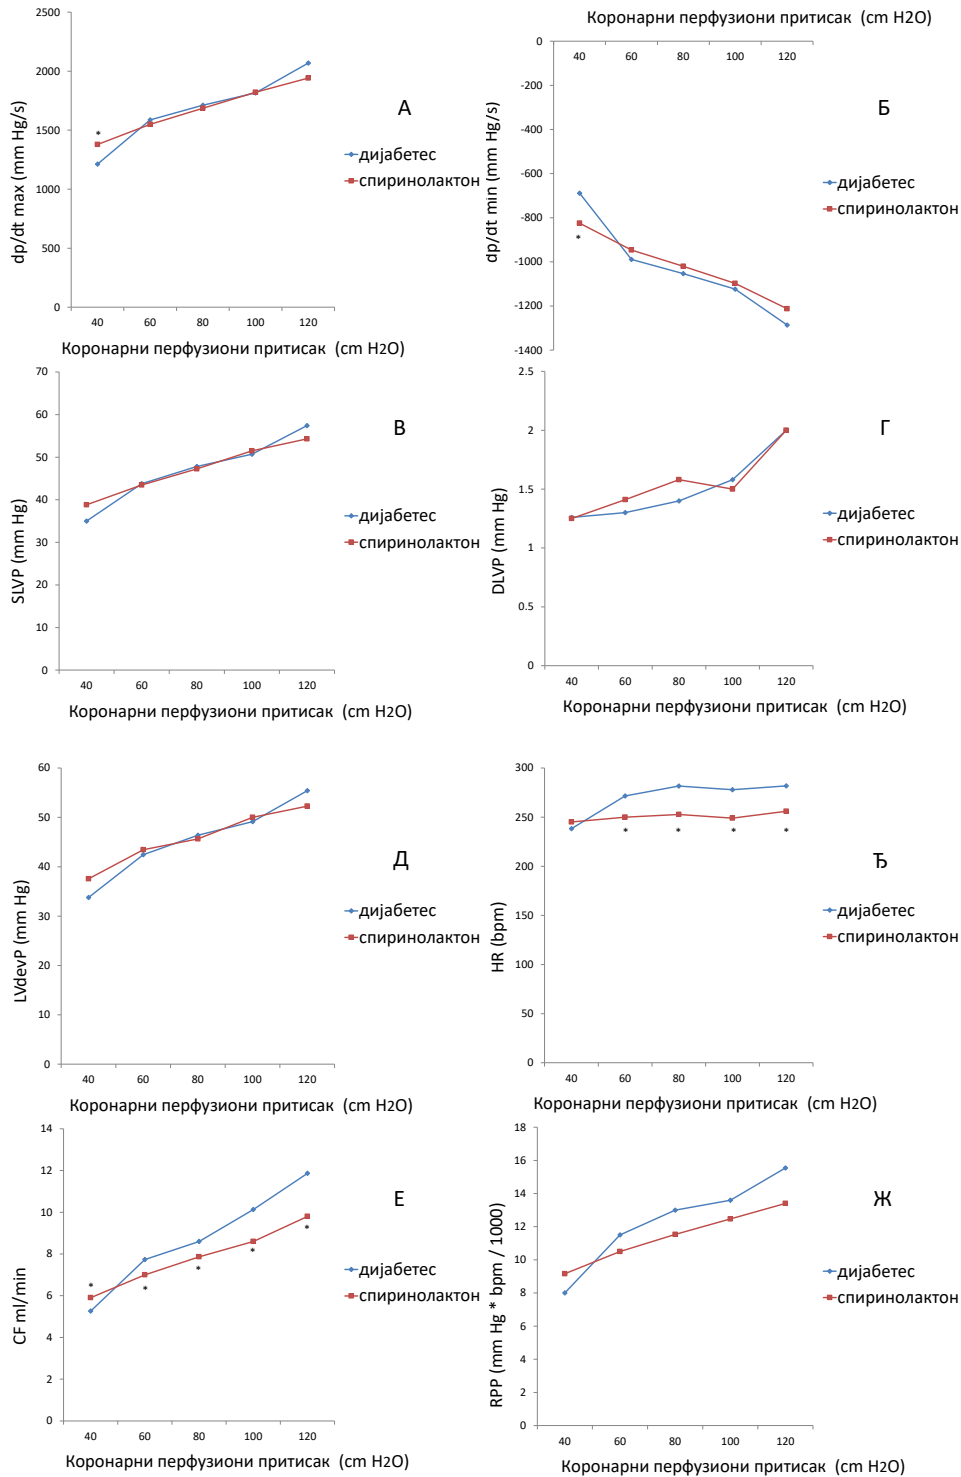 2500
2000
1500
1000
500
0
*
40 60 80 100 120
dp/dt max (mm Hg/s)
Коронарни перфузиони притисак (cm H2O)
А
дијабетес
спиринолактон
Коронарни перфузиони притисак (cm H2O)
0
-200
-400
-600
-800
-1000
-1200
-1400
40 60 80 100 120
*
dp/dt min (mm Hg/s)
Б
дијабетес
спиринолактон
70
60
50
40
30
20
10
0
40 60 80 100 120
SLVP (mm Hg)
Коронарни перфузиони притисак (cm H2O)
В
дијабетес
спиринолактон
2.5
2
1.5
1
0.5
0
40 60 80 100 120
DLVP (mm Hg)
Коронарни перфузиони притисак (cm H2O)
Г
дијабетес
спиринолактон
60
50
40
30
20
10
0
40 60 80 100 120
LVdevP (mm Hg)
Коронарни перфузиони притисак (cm H2O)
Д
дијабетес
спиринолактон
300
250
200
150
100
50
0
* * * *
40 60 80 100 120
HR (bpm)
Коронарни перфузиони притисак (cm H2O)
Ђ
дијабетес
спиринолактон
14
12
10
8
6
4
2
0
* * * * *
40 60 80 100 120
CF ml/min
Коронарни перфузиони притисак (cm H2O)
Е
дијабетес
спиринолактон
18
16
14
12
10
8
6
4
2
0
40 60 80 100 120
RPP (mm Hg * bpm / 1000)
Коронарни перфузиони притисак (cm H2O)
Ж
дијабетес
спиринолактон